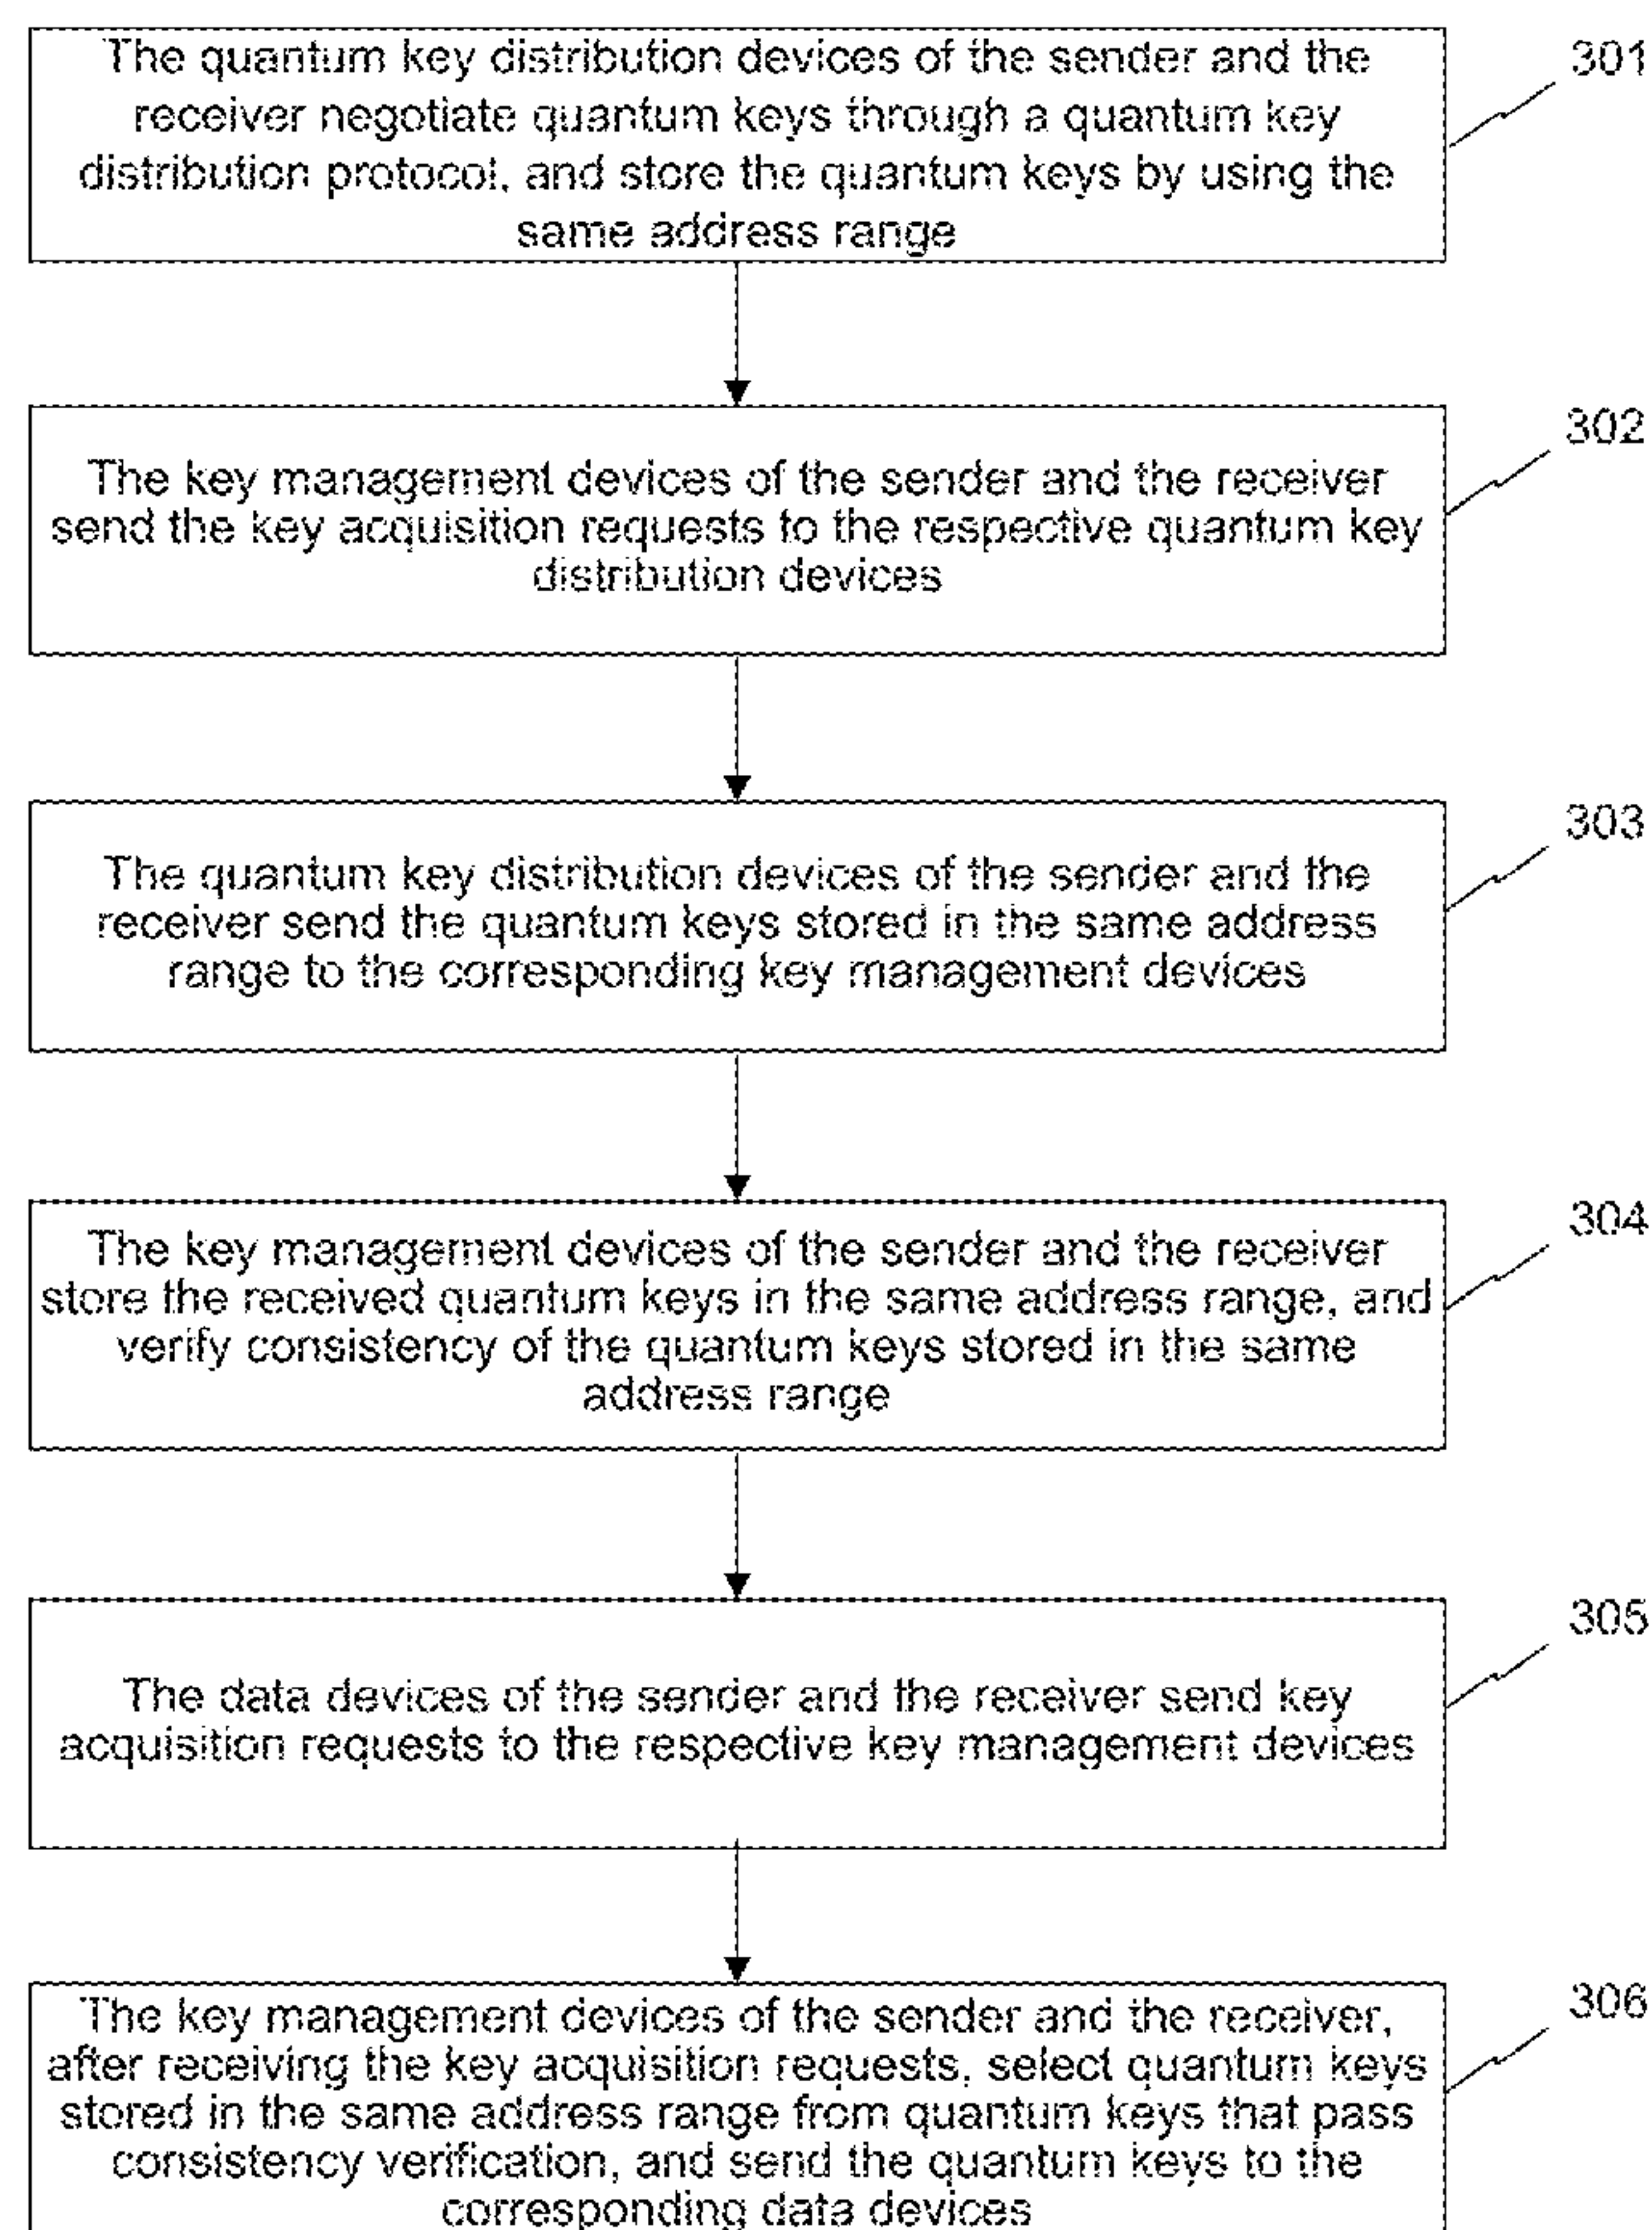 The quantum key distribution devices of the sender and the
receiver negotiate quantum keys through a quantum key
distribution protocol, and store the quantum keys by using the
same address range
301
The key management devices of the sender and the receiver
send the key acquisition requests to the respective quantum key
distribution devices
302
The quantum key distribution devices of the sender and the
receiver send the quantum keys stored in the same address
range to the corresponding key management devices
303
The key management devices of the sender and the receiver
store the received quantum keys in the same address range, and
verify consistency of the quantum keys stored in the same
address range
304
The data devices of the sender and the receiver send key
acquisition requests to the respective key management devices
305
The key management devices of the sender and the receiver,
after receiving the key acquisition requests, select quantum keys
stored in the same address range from quantum keys that pass
consistency verification, and send the quantum keys to the
corresponding data devices
306